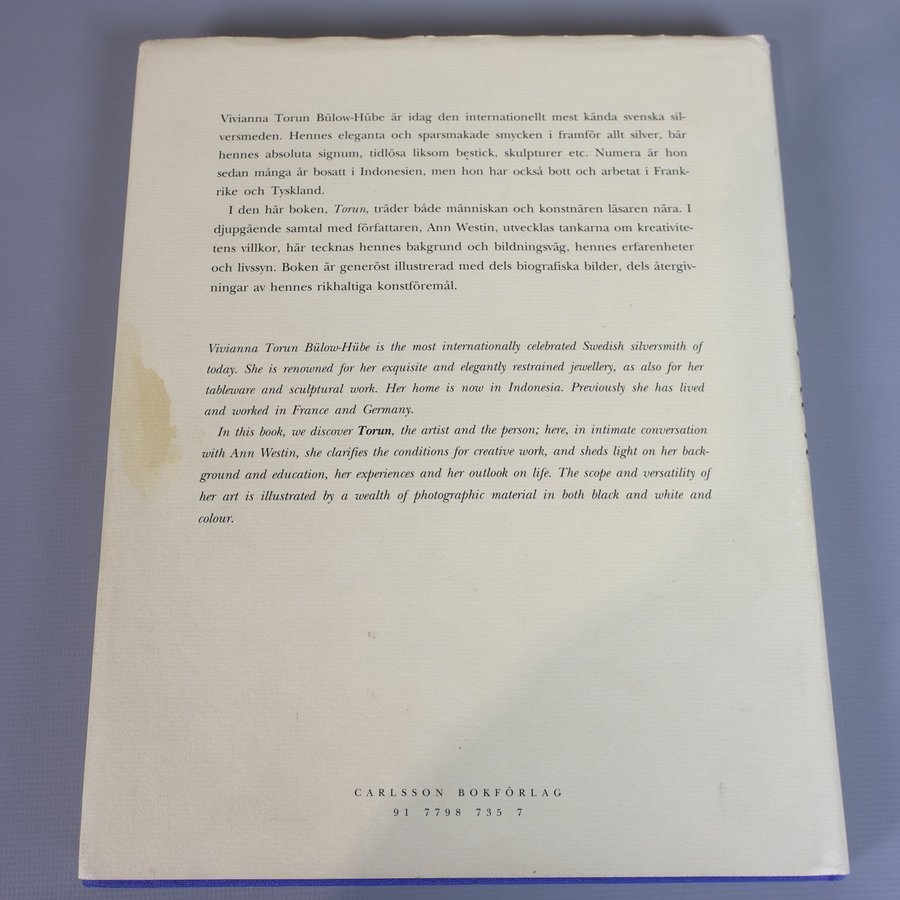 Vivianna Torun Bülow-Hübe är idag den internationellt mest kända svenska sil-
versmeden. Hennes eleganta och sparsmakade smycken i framför allt silver, bär
hennes absoluta signum, tidlösa liksom bestick, skulpturer etc. Numera är hon
sedan många år bosatt i Indonesien, men hon har också bott och arbetat i Frank-
rike och Tyskland.
I den här boken, Torun, träder både människan och konstnären läsaren nära. I
djupgående samtal med författaren, Ann Westin, utvecklas tankarna om kreativite-
tens villkor, här tecknas hennes bakgrund och bildningsväg, hennes erfarenheter
och livssyn. Boken är generöst illustrerad med dels biografiska bilder, dels återgiv-
ningar av hennes rikhaltiga konstföremål.
Vivianna Torun Bülow-Hübe is the most internationally celebrated Swedish silversmith of
today. She is renowned for her exquisite and elegantly restrained jewellery, as also for her
tableware and sculptural work. Her home is now in Indonesia. Previously she has lived
and worked in France and Germany.
In this book, we discover Torun, the artist and the person; here, in intimate conversation
with Ann Westin, she clarifies the conditions for creative work, and sheds light on her back-
ground and education, her experiences and her outlook on life. The scope and versatility of
her art is illustrated by a wealth of photographic material in both black and white and
colour.
CARLSSON BOKFÖRLAG
91 7798 735 7